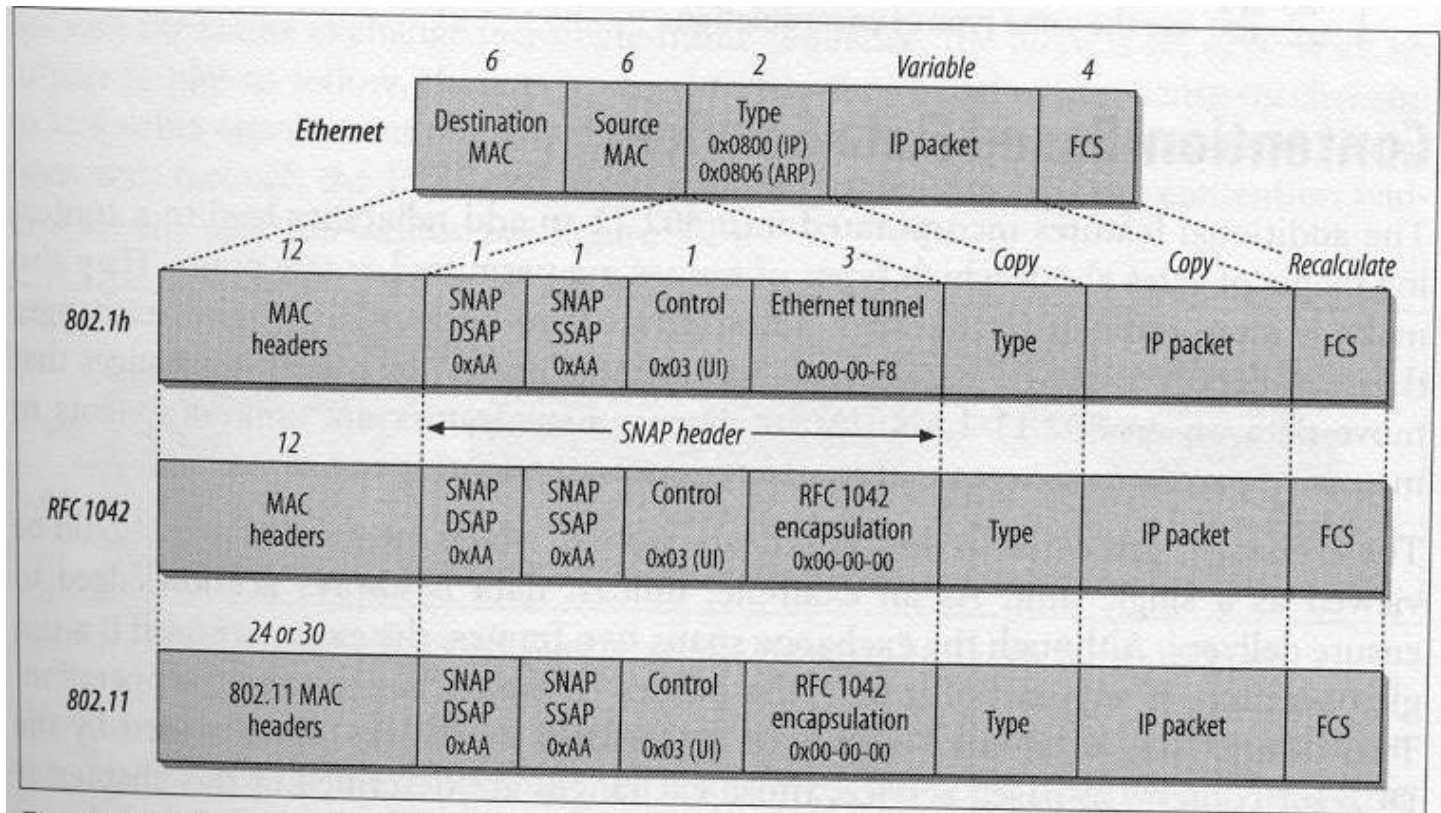 6 6 2 Variable 4
Ethernet
Destination
MAC
Source
MAC
Type
0x0800 (IP)
0x0806 (ARP)
IP packet
FCS
12 1 1 1 3 Copy Copy Recalculate
802.1h
MAC
headers
SNAP
DSAP
0xAA
SNAP
SSAP
0xAA
Control
0x03 (UI)
Ethernet tunnel
0x00-00-F8
Type
IP packet
FCS
SNAP header
12
RFC 1042
MAC
headers
SNAP
DSAP
0xAA
SNAP
SSAP
0xAA
Control
0x03 (UI)
RFC 1042
encapsulation
0x00-00-00
Type
IP packet
FCS
24 or 30
802.11
802.11 MAC
headers
SNAP
DSAP
0xAA
SNAP
SSAP
0xAA
Control
0x03 (UI)
RFC 1042
encapsulation
0x00-00-00
Type
IP packet
FCS